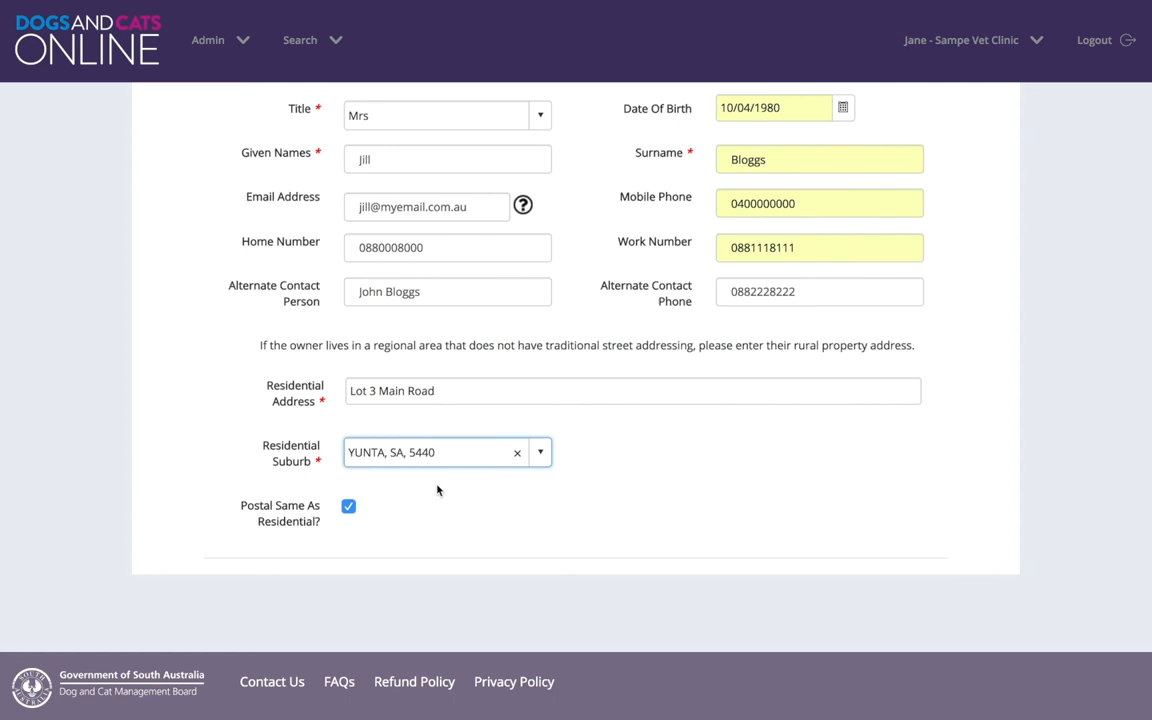 DOGSANDCATS
ONLINE
Admin
Search
Jane - Sampe Vet Clinic
Logout
Title *
Mrs
Date Of Birth
10/04/1980
Given Names *
Jill
Surname *
Bloggs
Email Address
jill@myemail.com.au
?
Mobile Phone
0400000000
Home Number
0880008000
Work Number
0881118111
Alternate Contact
Person
John Bloggs
Alternate Contact
Phone
0882228222
If the owner lives in a regional area that does not have traditional street addressing, please enter their rural property address.
Residential
Address *
Lot 3 Main Road
Residential
Suburb *
YUNTA, SA, 5440
×
Postal Same As
Residential?
Government of South Australia
Dog and Cat Management Board
Contact Us
FAQs
Refund Policy
Privacy Policy